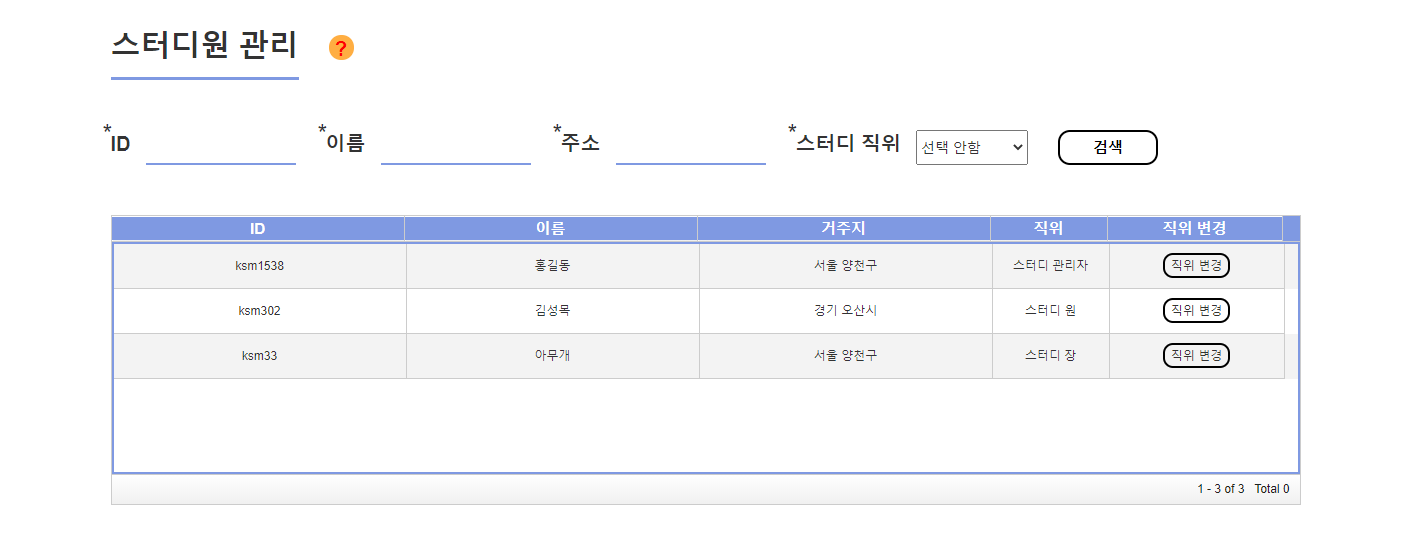 스터디원 관리 ?
*ID *이름 *주소 *스터디 직위 선택 안함 검색
ID 이름 거주지 직위 직위 변경
ksm1538 홍길동 서울 양천구 스터디 관리자 직위 변경
ksm302 김성목 경기 오산시 스터디 원 직위 변경
ksm33 아무개 서울 양천구 스터디 장 직위 변경
1 - 3 of 3 Total 0